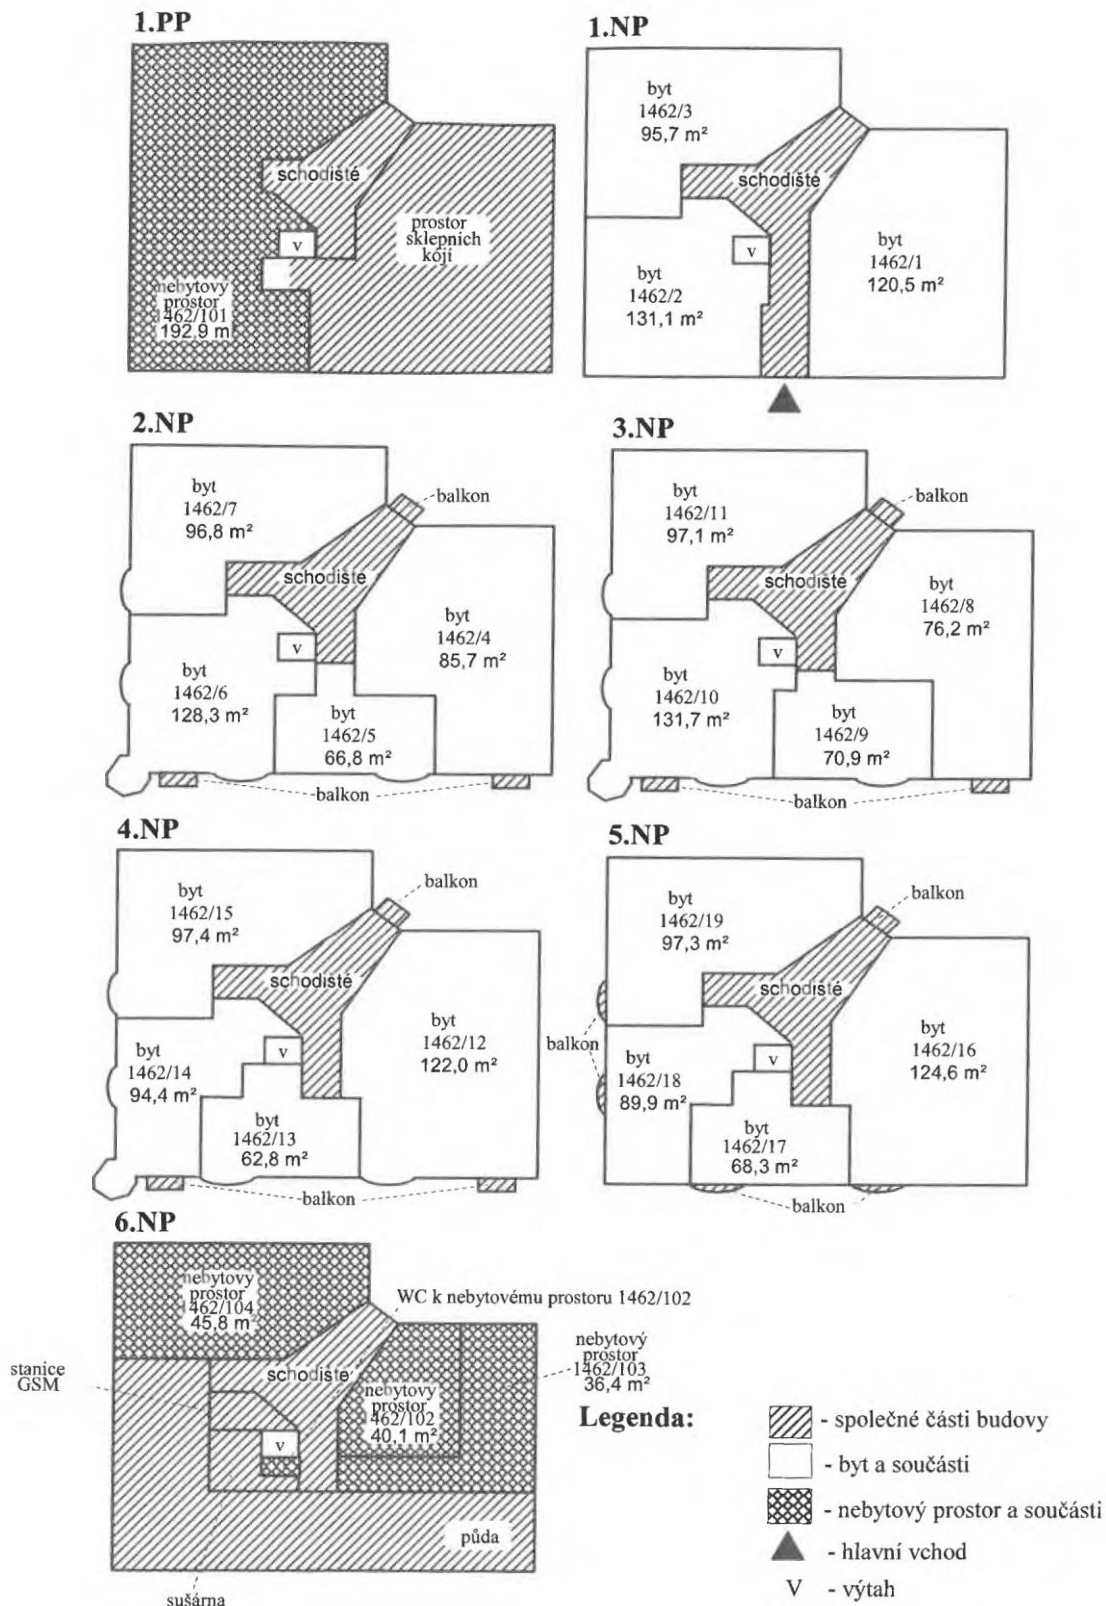 1.PP
schodiště
v
prostor
sklepních
kójí
nebytový
prostor
462/101
192,9 m
1.NP
byt
1462/3
95,7 m²
schodiště
v
byt
1462/2
131,1 m²
byt
1462/1
120,5 m²
2.NP
byt
1462/7
96,8 m²
balkon
schodiště
v
byt
1462/4
85,7 m²
byt
1462/6
128,3 m²
byt
1462/5
66,8 m²
balkon
3.NP
byt
1462/11
97,1 m²
balkon
schodiště
v
byt
1462/8
76,2 m²
byt
1462/10
131,7 m²
byt
1462/9
70,9 m²
balkon
4.NP
byt
1462/15
97,4 m²
balkon
schodiště
v
byt
1462/12
122,0 m²
byt
1462/14
94,4 m²
byt
1462/13
62,8 m²
balkon
5.NP
byt
1462/19
97,3 m²
balkon
schodiště
balkon
v
byt
1462/18
89,9 m²
byt
1462/16
124,6 m²
byt
1462/17
68,3 m²
balkon
6.NP
nebytový
prostor
462/104
45,8 m²
WC k nebytovému prostoru 1462/102
stanice
GSM
schodiště
nebytový
prostor
462/102
40,1 m²
nebytový
prostor
1462/103
36,4 m²
v
půda
sušárna
Legenda:
- společné části budovy
- byt a součásti
- nebytový prostor a součásti
- hlavní vchod
V - výtah